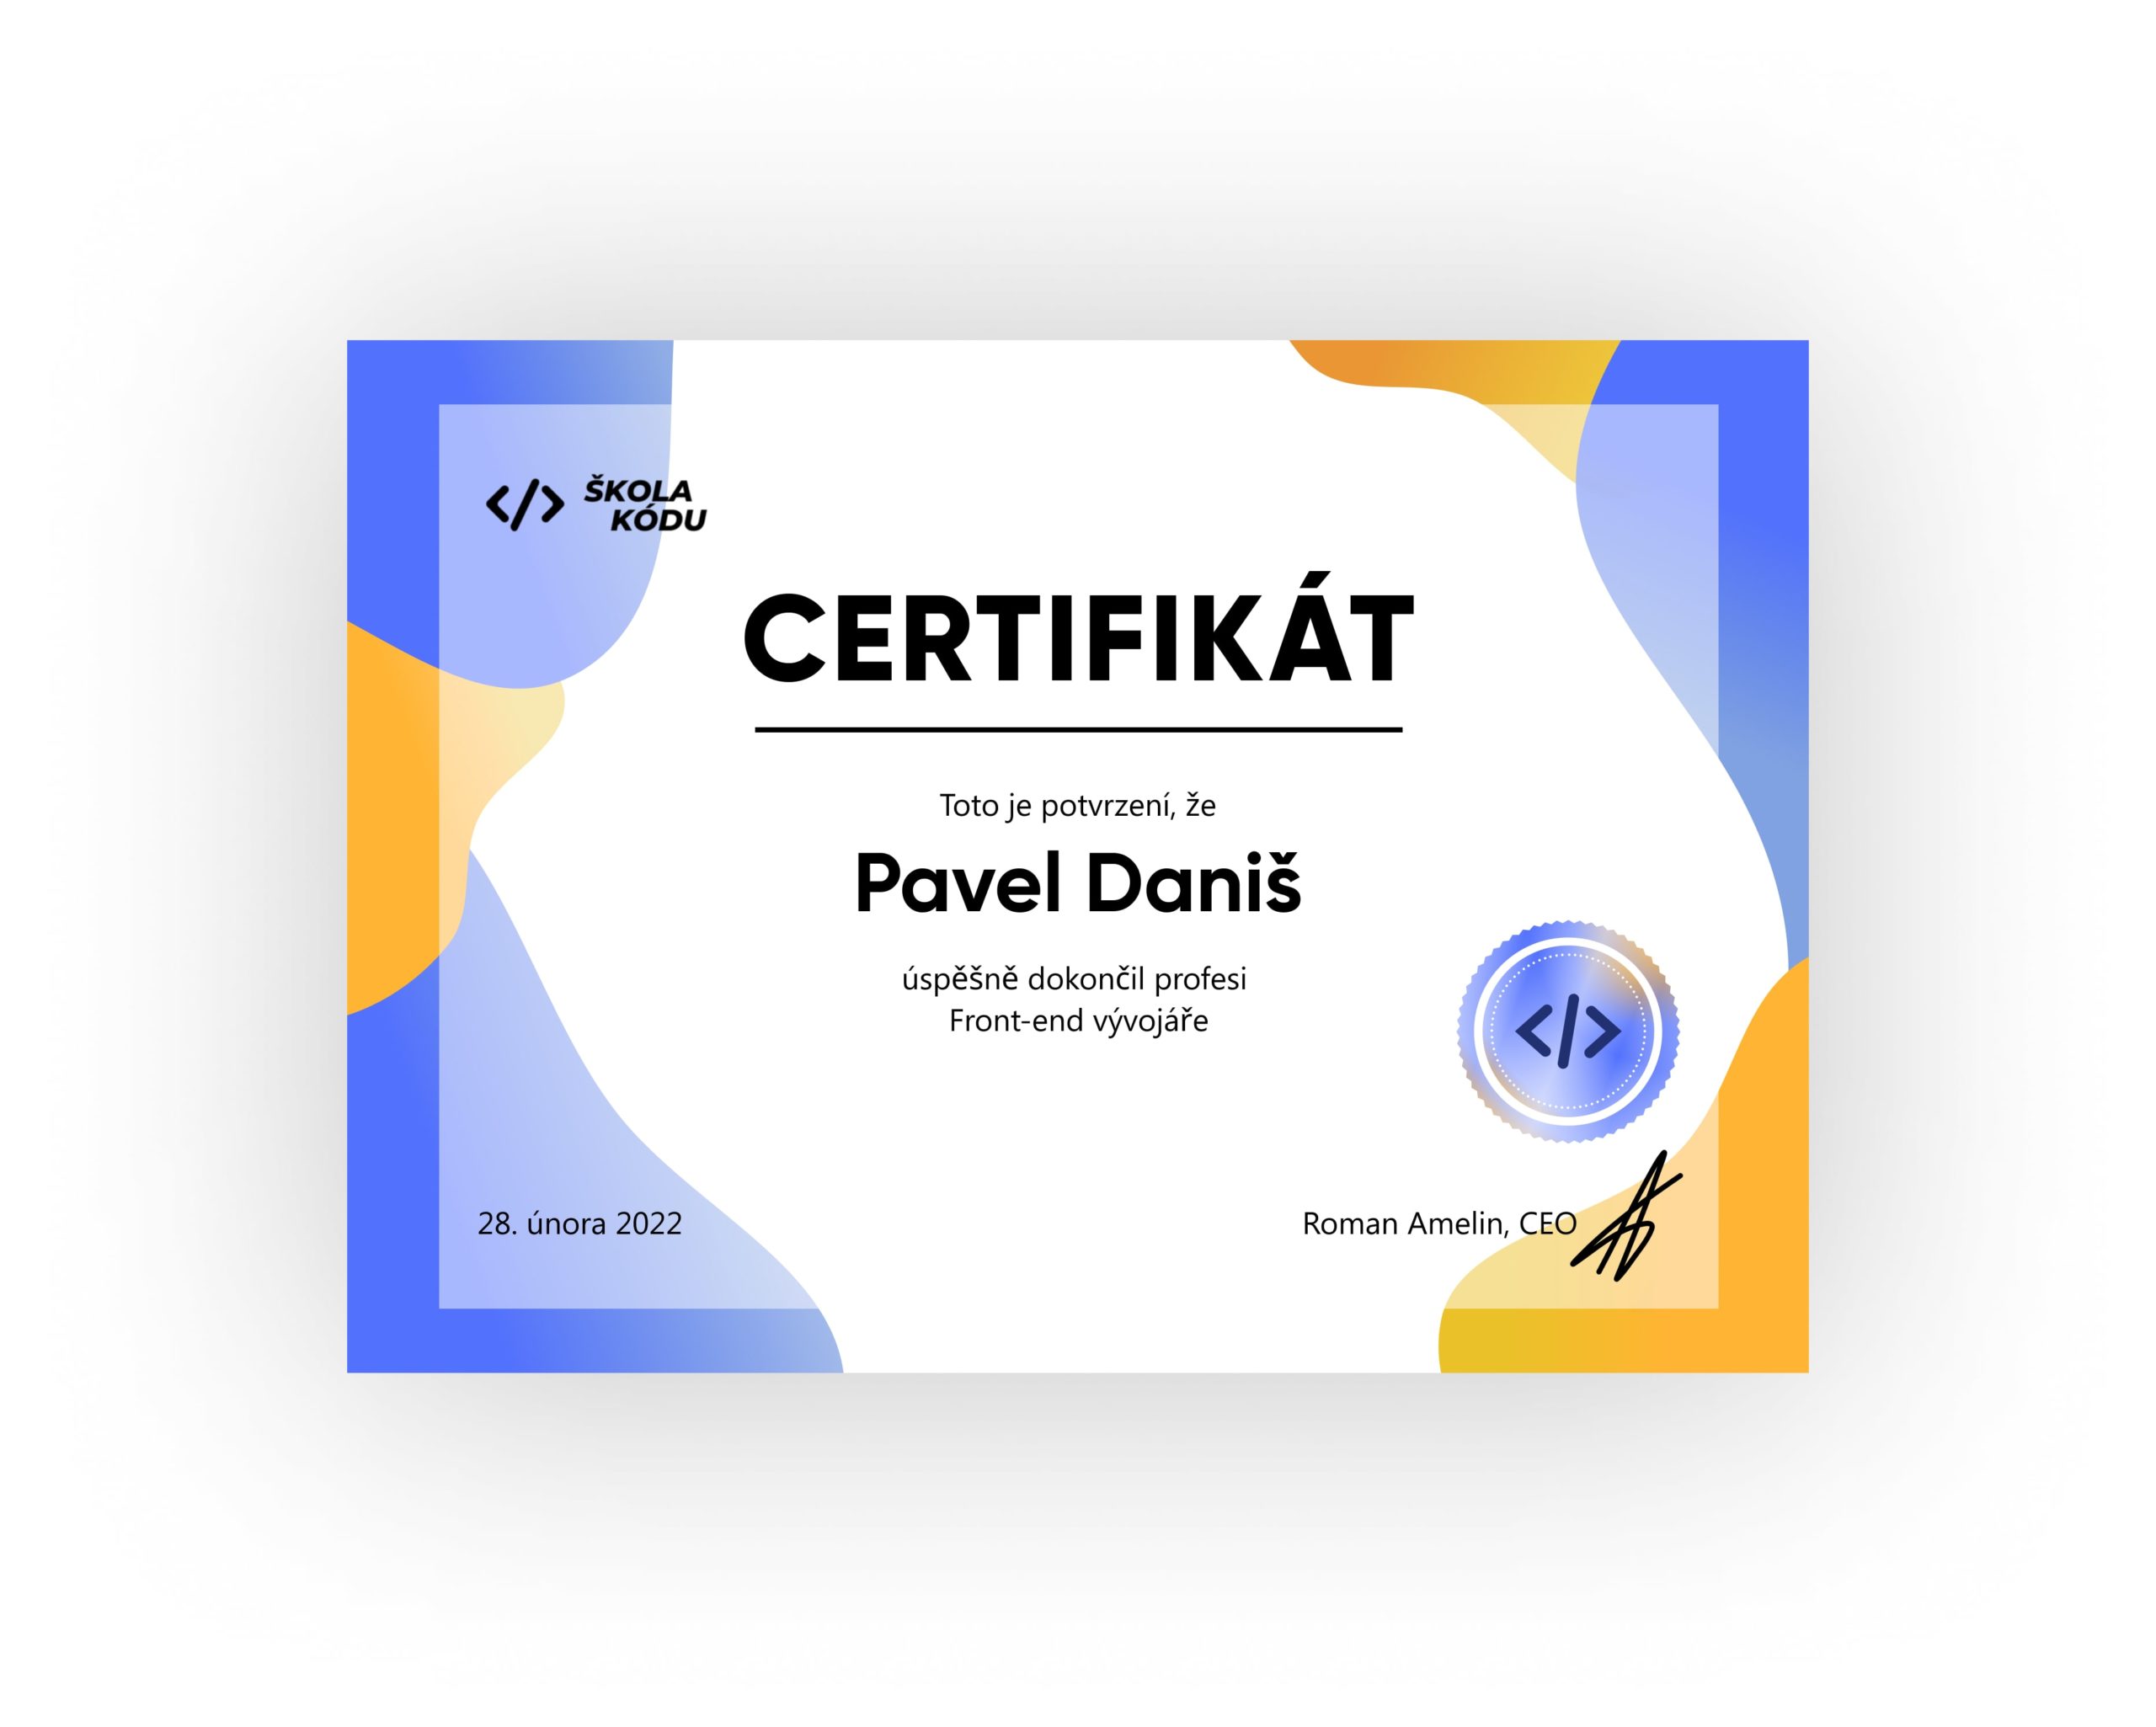 ŠKOLA
KÓDU
CERTIFIKÁT
Toto je potvrzení, že
Pavel Daniš
úspěšně dokončil profesi
Front-end vývojáře
28. února 2022
Roman Amelin, CEO